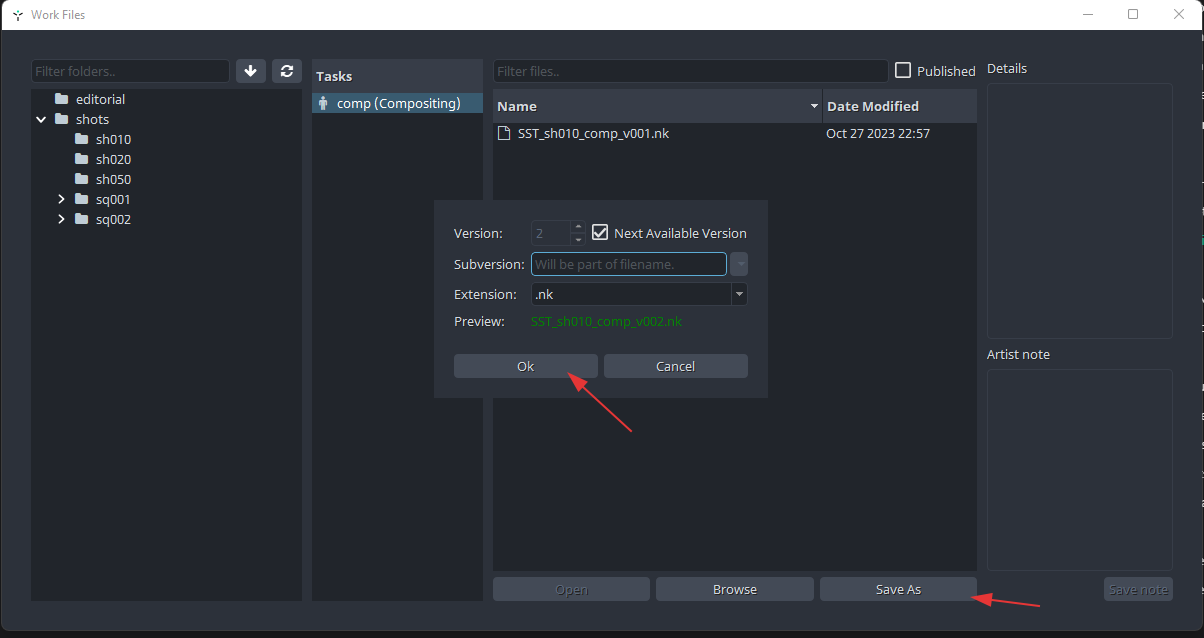 Work Files
Filter folders..
editorial
shots
sh010
sh020
sh050
sq001
sq002
Tasks
comp (Compositing)
Filter files..
Published
Name
Date Modified
SST_sh010_comp_v001.nk
Oct 27 2023 22:57
Version:
2
Next Available Version
Subversion:
Will be part of filename.
Extension:
.nk
Preview:
SST_sh010_comp_v002.nk
Ok
Cancel
Open
Browse
Save As
Details
Artist note
Save note